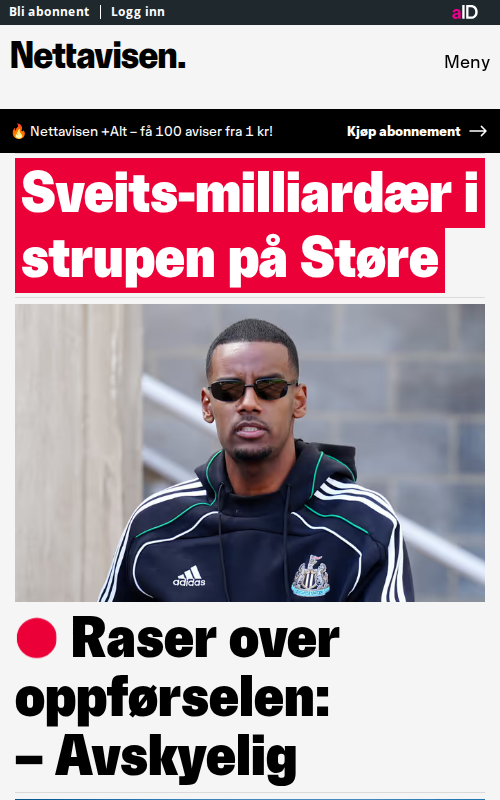 Bli abonnent | Logg inn
aID
Nettavisen.
Meny
🔥 Nettavisen +Alt – få 100 aviser fra 1 kr!
Kjøp abonnement →
Sveits-milliardær i
strupen på Støre
adidas
Raser over
oppførselen:
– Avskyelig